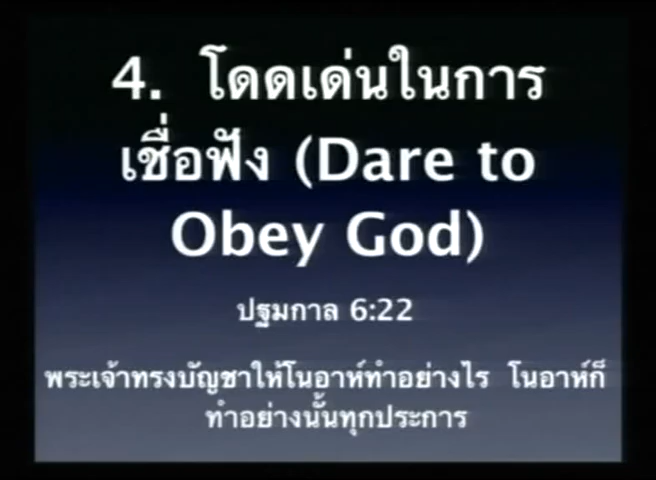 4. โดดเด่นในการ
เชื่อฟัง (Dare to
Obey God)
ปฐมกาล 6:22
พระเจ้าทรงบัญชาให้โนอาห์ทำอย่างไร โนอาห์ก็
ทำอย่างนั้นทุกประการ